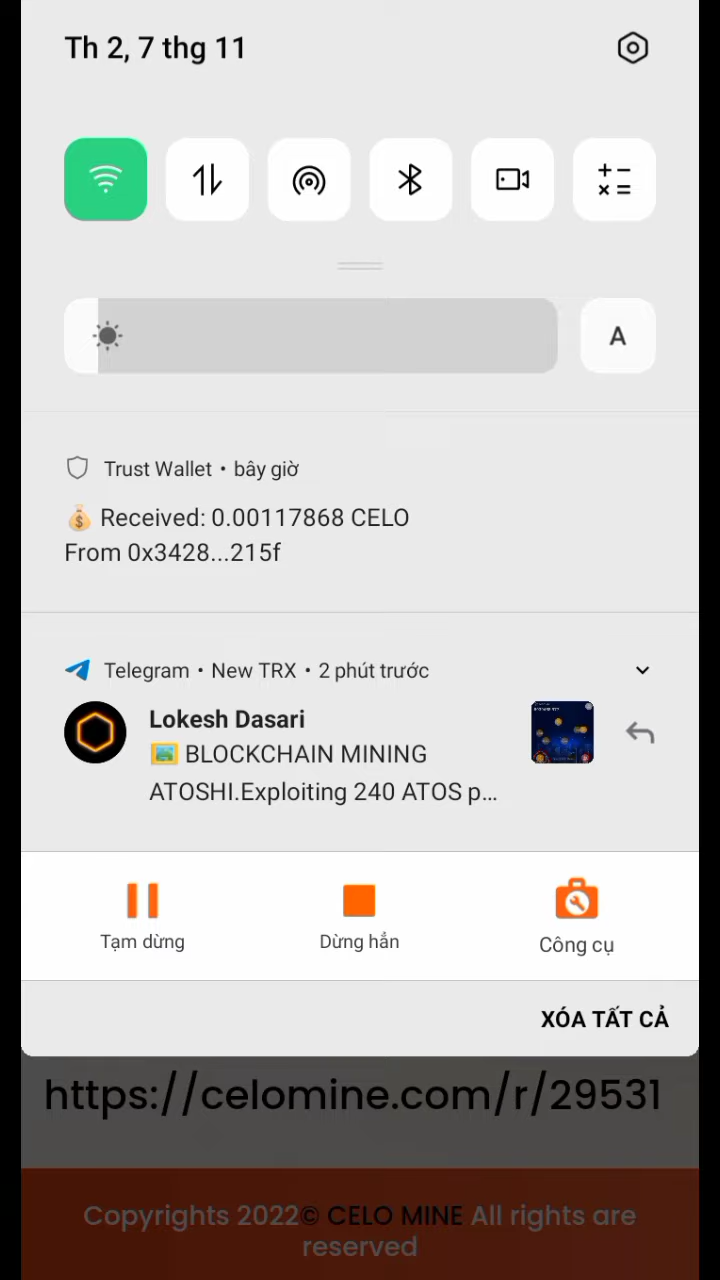 Th 2, 7 thg 11
A
Trust Wallet • bây giờ
💰 Received: 0.00117868 CELO
From 0x3428...215f
Telegram • New TRX • 2 phút trước
Lokesh Dasari
🖼️ BLOCKCHAIN MINING
ATOSHI.Exploiting 240 ATOS p...
Tạm dừng
Dừng hẳn
Công cụ
XÓA TẤT CẢ
https://celomine.com/r/29531
Copyrights 2022© CELO MINE All rights are
reserved